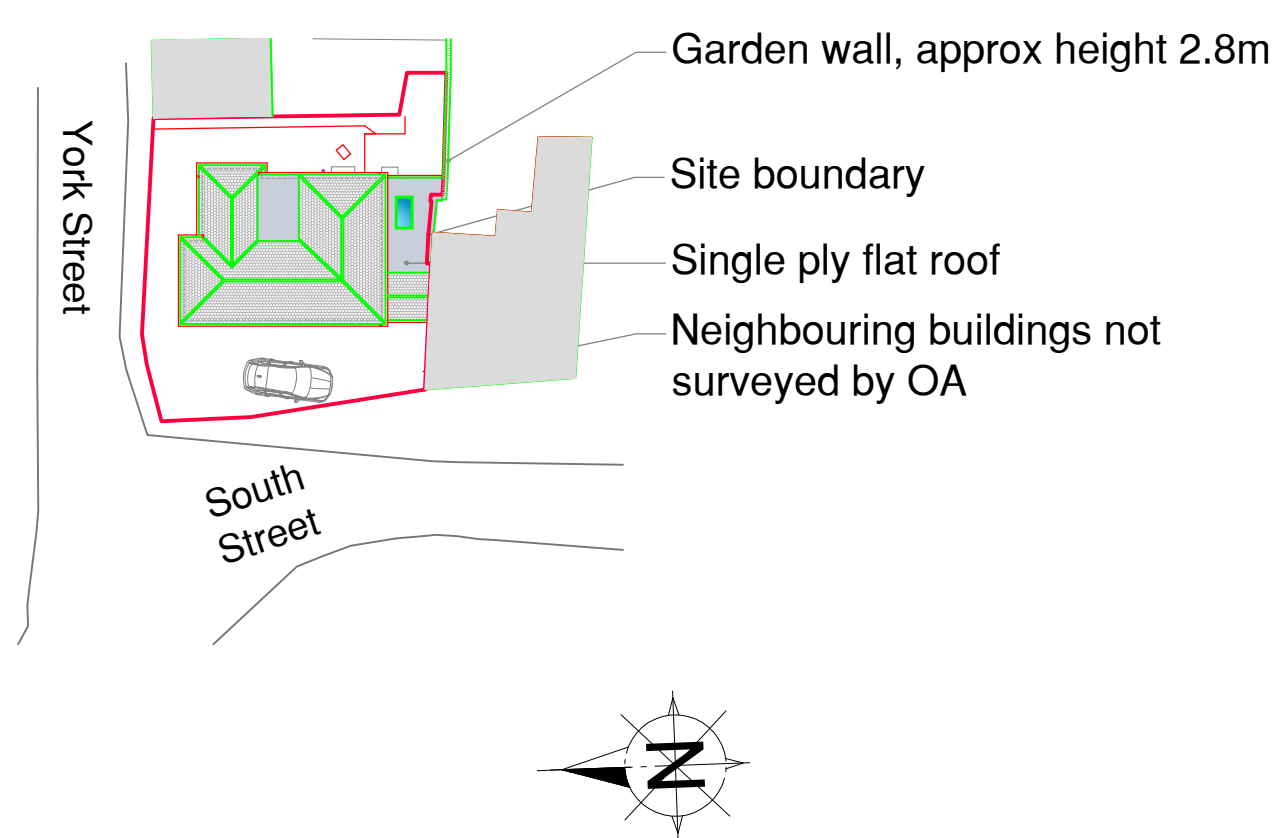 Garden wall, approx height 2.8m
York Street
Site boundary
Single ply flat roof
Neighbouring buildings not
surveyed by OA
South
Street
N